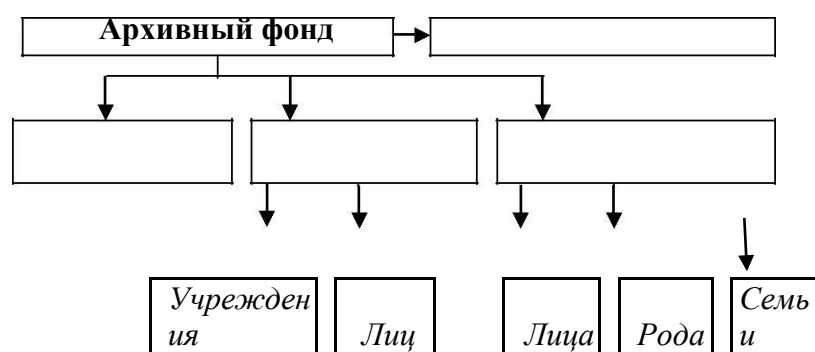 Архивный фонд
Учрежден
ия
Лиц
Лица
Рода
Семь
и